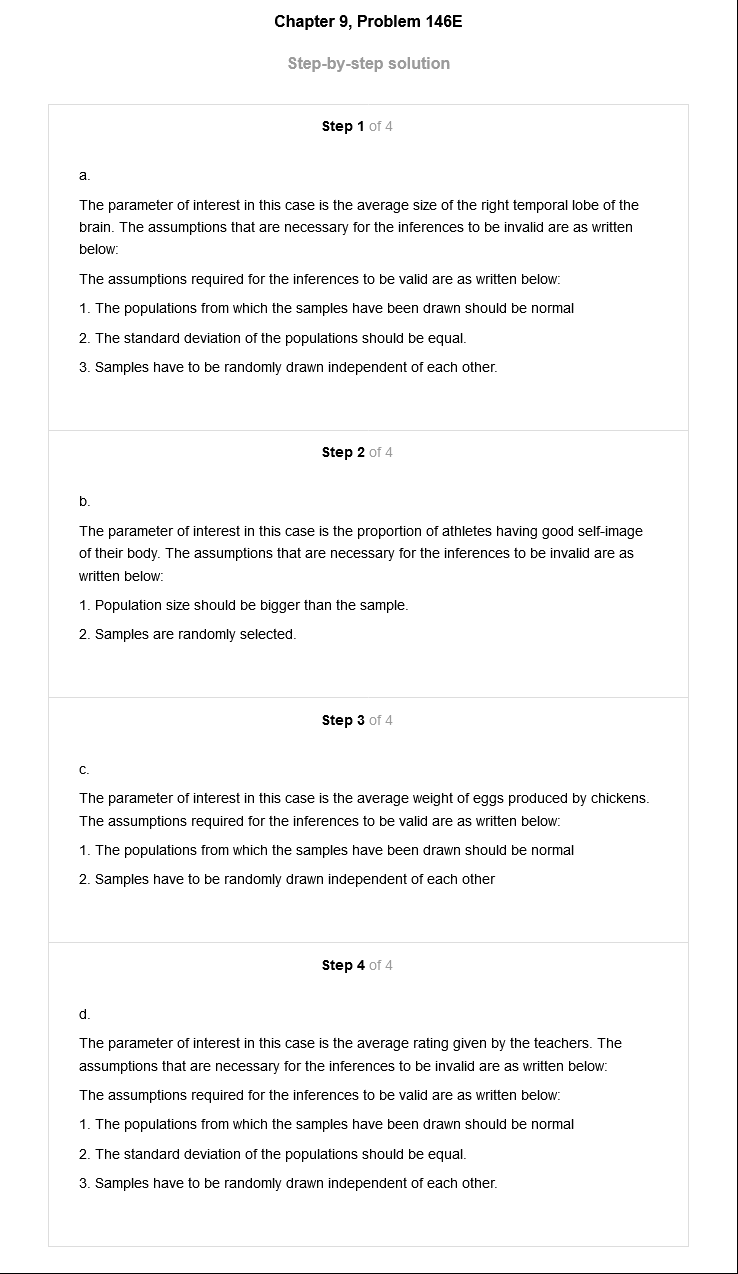 Chapter 9, Problem 146E
Step-by-step solution
Step 1 of 4
a.
The parameter of interest in this case is the average size of the right temporal lobe of the
brain. The assumptions that are necessary for the inferences to be invalid are as written
below:
The assumptions required for the inferences to be valid are as written below:
1. The populations from which the samples have been drawn should be normal
2. The standard deviation of the populations should be equal.
3. Samples have to be randomly drawn independent of each other.
Step 2 of 4
b.
The parameter of interest in this case is the proportion of athletes having good self-image
of their body. The assumptions that are necessary for the inferences to be invalid are as
written below:
1. Population size should be bigger than the sample.
2. Samples are randomly selected.
Step 3 of 4
c.
The parameter of interest in this case is the average weight of eggs produced by chickens.
The assumptions required for the inferences to be valid are as written below:
1. The populations from which the samples have been drawn should be normal
2. Samples have to be randomly drawn independent of each other
Step 4 of 4
d.
The parameter of interest in this case is the average rating given by the teachers. The
assumptions that are necessary for the inferences to be invalid are as written below:
The assumptions required for the inferences to be valid are as written below:
1. The populations from which the samples have been drawn should be normal
2. The standard deviation of the populations should be equal.
3. Samples have to be randomly drawn independent of each other.